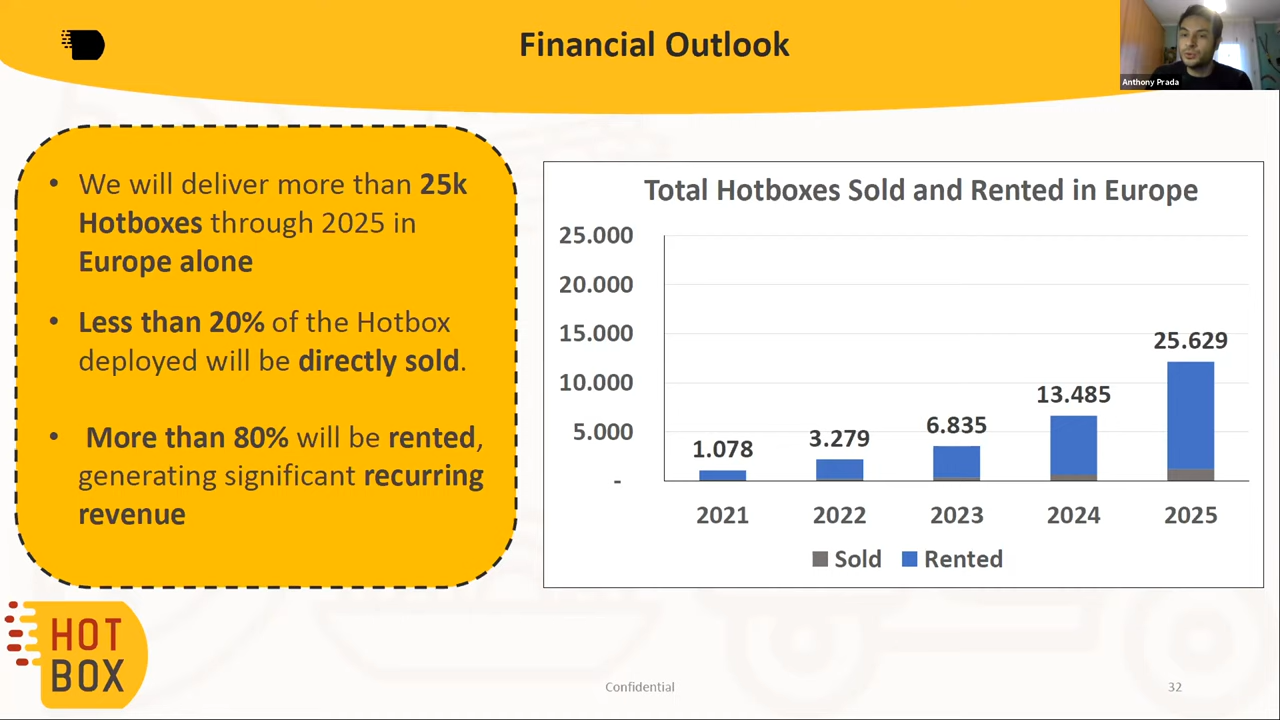 Financial Outlook
Anthony Prada
• We will deliver more than 25k
Hotboxes through 2025 in
Europe alone
• Less than 20% of the Hotbox
deployed will be directly sold.
• More than 80% will be rented,
generating significant recurring
revenue
Total Hotboxes Sold and Rented in Europe
25.000
20.000
15.000
10.000
5.000
-
1.078
3.279
6.835
13.485
25.629
2021 2022 2023 2024 2025
Sold Rented
HOT
BOX
Confidential
32